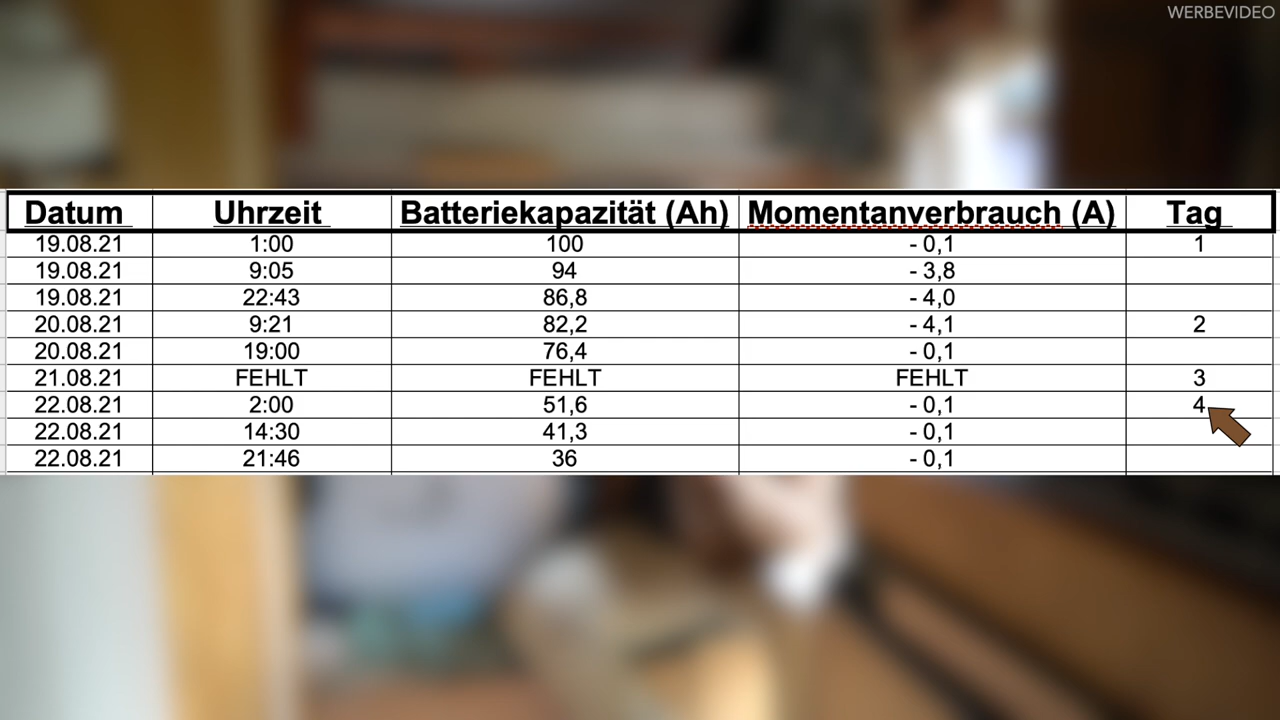 WERBEVIDEO
Datum Uhrzeit Batteriekapazität (Ah) Momentanverbrauch (A) Tag
19.08.21 1:00 100 - 0,1 1
19.08.21 9:05 94 - 3,8
19.08.21 22:43 86,8 - 4,0
20.08.21 9:21 82,2 - 4,1 2
20.08.21 19:00 76,4 - 0,1
21.08.21 FEHLT FEHLT FEHLT 3
22.08.21 2:00 51,6 - 0,1 4
22.08.21 14:30 41,3 - 0,1
22.08.21 21:46 36 - 0,1